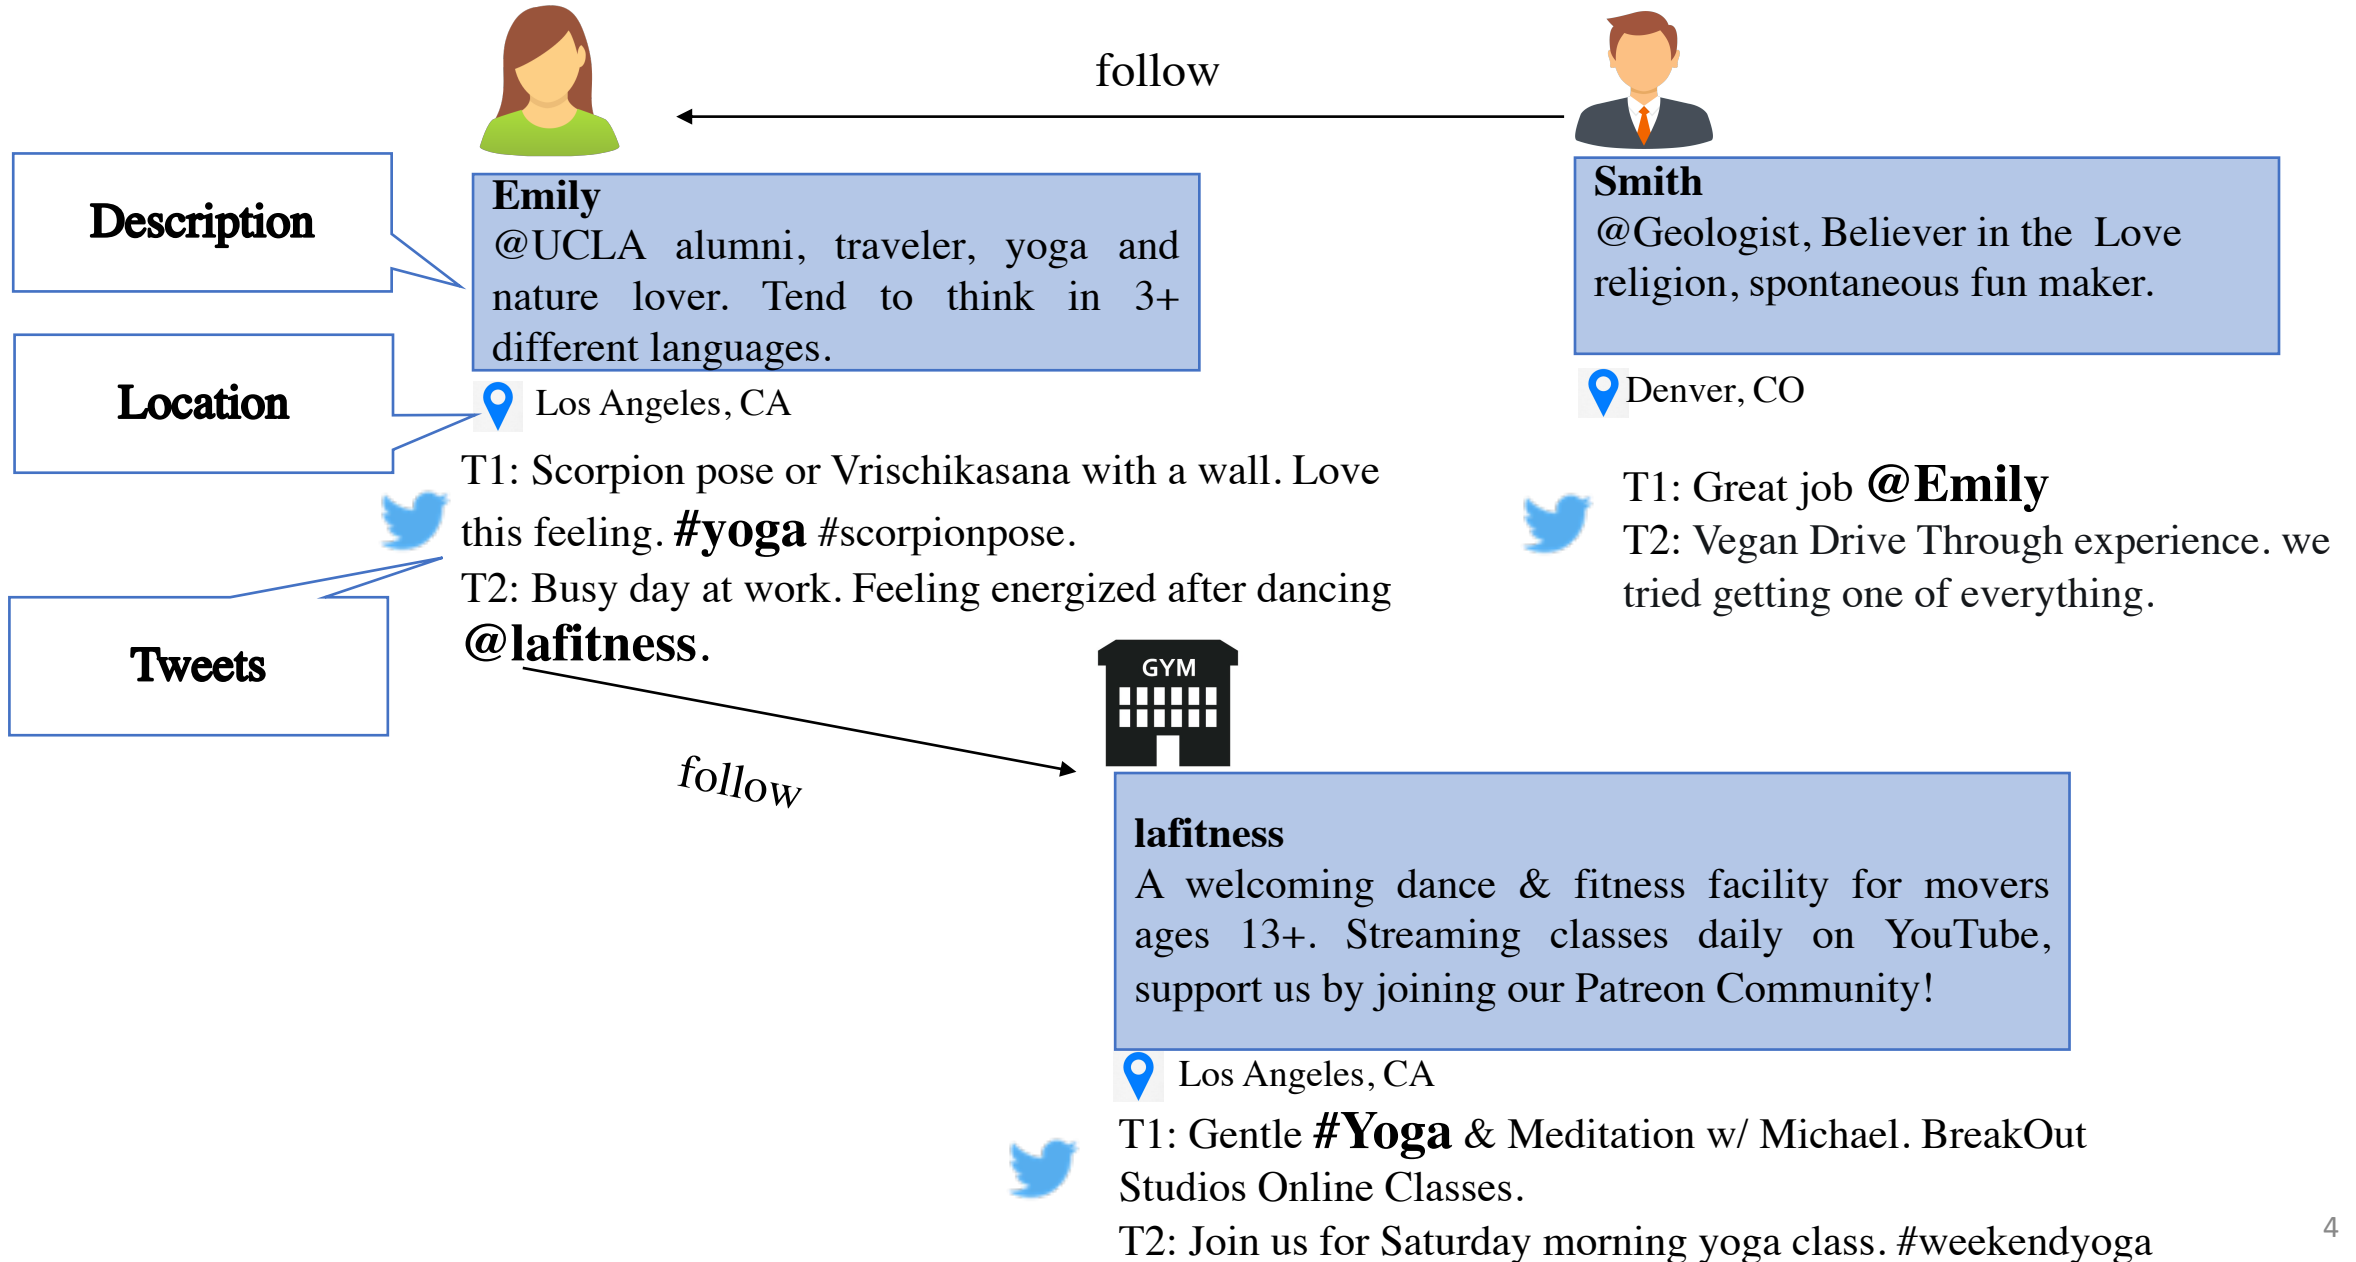 follow
Description
Emily
@UCLA alumni, traveler, yoga and
nature lover. Tend to think in 3+
different languages.
Location
Los Angeles, CA
T1: Scorpion pose or Vrischikasana with a wall. Love
this feeling. #yoga #scorpionpose.
T2: Busy day at work. Feeling energized after dancing
@lafitness.
Tweets
Smith
@Geologist, Believer in the Love
religion, spontaneous fun maker.
Denver, CO
T1: Great job @Emily
T2: Vegan Drive Through experience. we
tried getting one of everything.
follow
GYM
lafitness
A welcoming dance & fitness facility for movers
ages 13+. Streaming classes daily on YouTube,
support us by joining our Patreon Community!
Los Angeles, CA
T1: Gentle #Yoga & Meditation w/ Michael. BreakOut
Studios Online Classes.
T2: Join us for Saturday morning yoga class. #weekendyoga
4